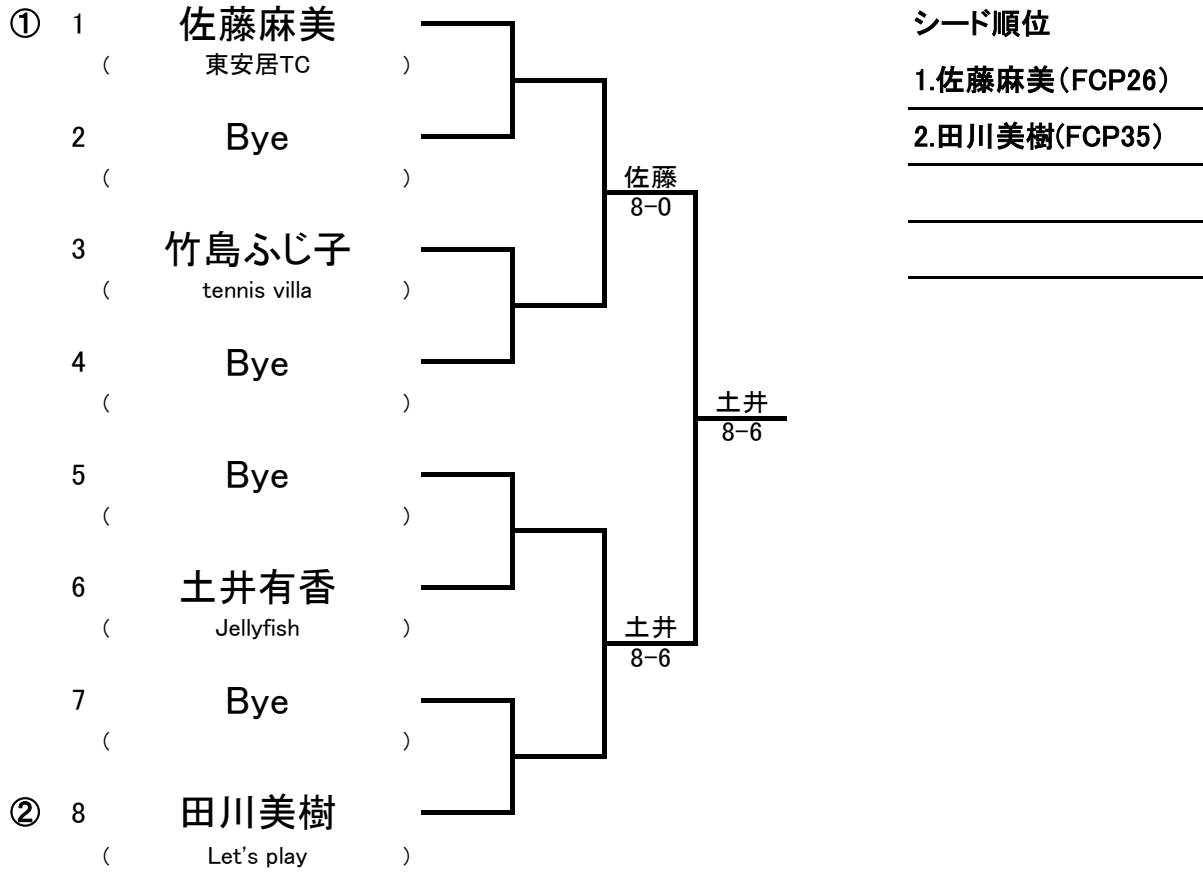 ① 1 佐藤麻美
( 東安居TC )
2 Bye
( )
3 竹島ふじ子
( tennis villa )
4 Bye
( )
5 Bye
( )
6 土井有香
( Jellyfish )
7 Bye
( )
② 8 田川美樹
( Let's play )
佐藤
8-0
土井
8-6
土井
8-6
シード順位
1.佐藤麻美(FCP26)
2.田川美樹(FCP35)